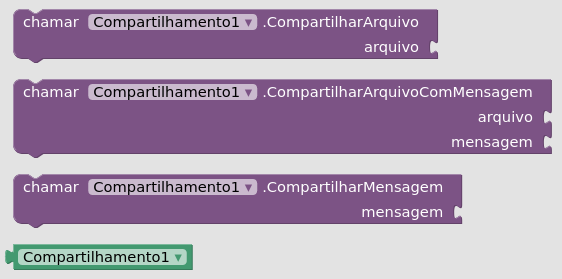 chamar Compartilhamento1 ▾ .CompartilharArquivo
arquivo
chamar Compartilhamento1 ▾ .CompartilharArquivoComMensagem
arquivo
mensagem
chamar Compartilhamento1 ▾ .CompartilharMensagem
mensagem
Compartilhamento1 ▾